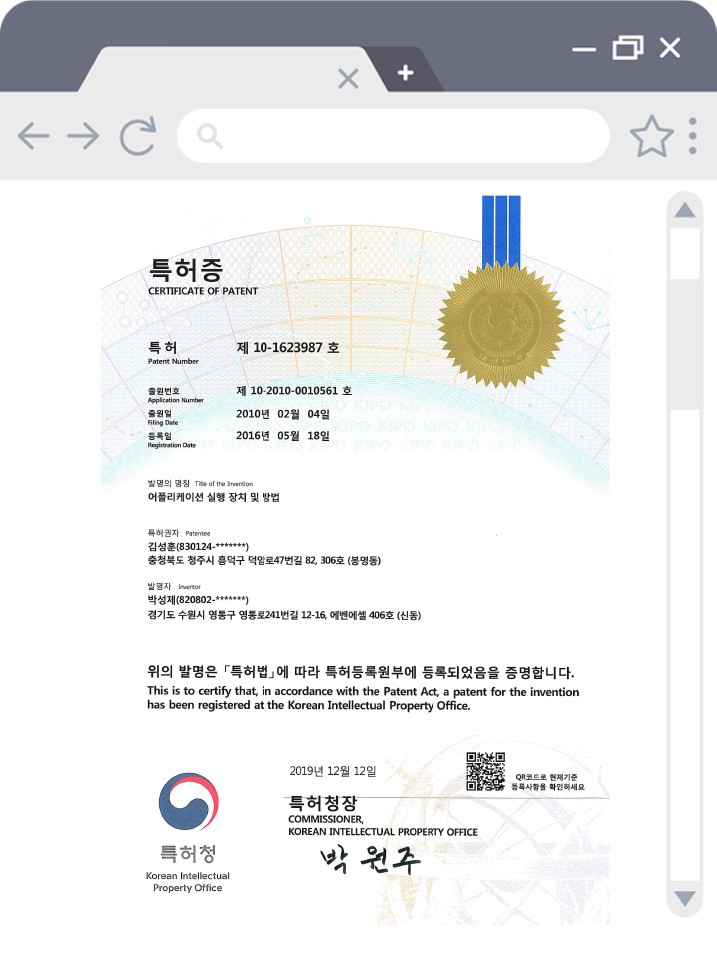 특허증
CERTIFICATE OF PATENT
특 허 제 10-1623987 호
Patent Number
출원번호 제 10-2010-0010561 호
Application Number
출원일 2010년 02월 04일
Filing Date
등록일 2016년 05월 18일
Registration Date
발명의 명칭 Title of the Invention
어플리케이션 실행 장치 및 방법
특허권자 Patentee
김성훈(830124-*******)
충청북도 청주시 흥덕구 덕암로47번길 82, 306호 (봉명동)
발명자 Inventor
박성제(820802-*******)
경기도 수원시 영통구 영통로241번길 12-16, 에벤에셀 406호 (신동)
위의 발명은 「특허법」에 따라 특허등록원부에 등록되었음을 증명합니다.
This is to certify that, in accordance with the Patent Act, a patent for the invention
has been registered at the Korean Intellectual Property Office.
2019년 12월 12일
QR코드로 현재기준
등록사항을 확인하세요
특허청장
COMMISSIONER,
KOREAN INTELLECTUAL PROPERTY OFFICE
박 원 주
특허청
Korean Intellectual
Property Office
KIPO KIPO KIPO KIPO